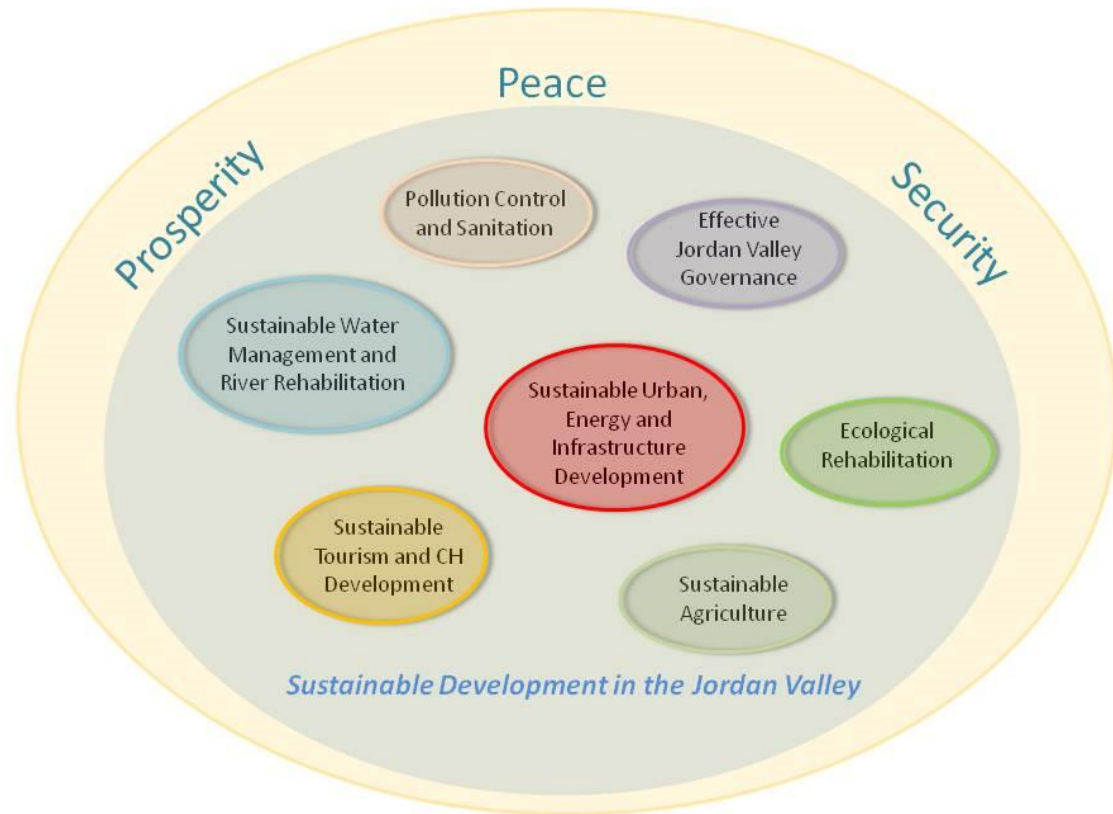 Peace
Prosperity
Security
Pollution Control
and Sanitation
Effective
Jordan Valley
Governance
Sustainable Water
Management and
River Rehabilitation
Sustainable Urban,
Energy and
Infrastructure
Development
Ecological
Rehabilitation
Sustainable
Tourism and CH
Development
Sustainable
Agriculture
Sustainable Development in the Jordan Valley